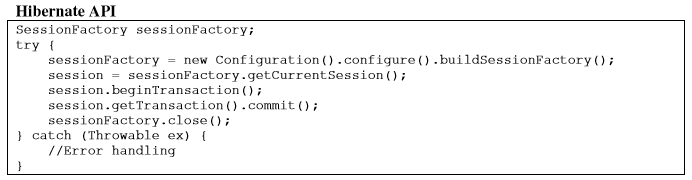 Hibernate API
SessionFactory sessionFactory;
try {
    sessionFactory = new Configuration().configure().buildSessionFactory();
    session = sessionFactory.getCurrentSession();
    session.beginTransaction();
    session.getTransaction().commit();
    sessionFactory.close();
} catch (Throwable ex) {
    //Error handling
}